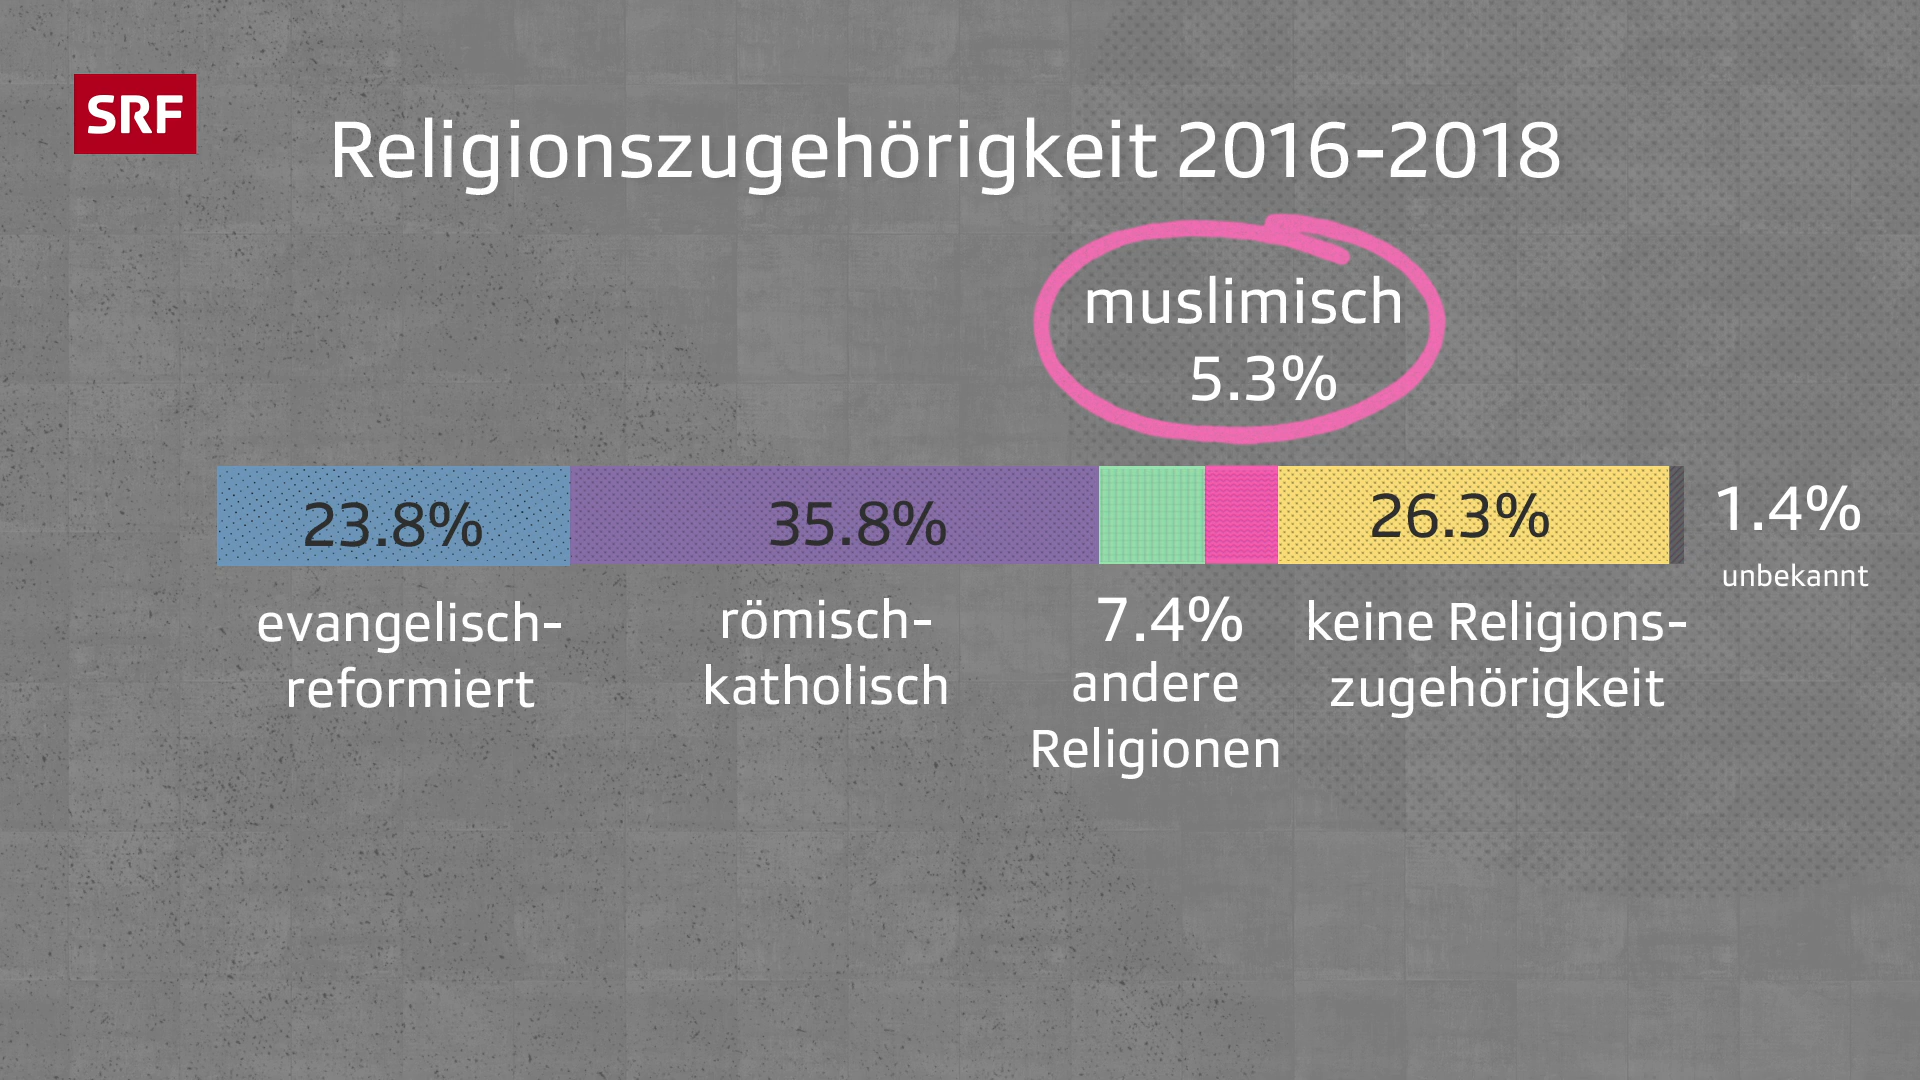 SRF
Religionszugehörigkeit 2016-2018
muslimisch
5.3%
23.8%
35.8%
26.3%
1.4%
unbekannt
evangelisch-
reformiert
römisch-
katholisch
7.4%
andere
Religionen
keine Religions-
zugehörigkeit